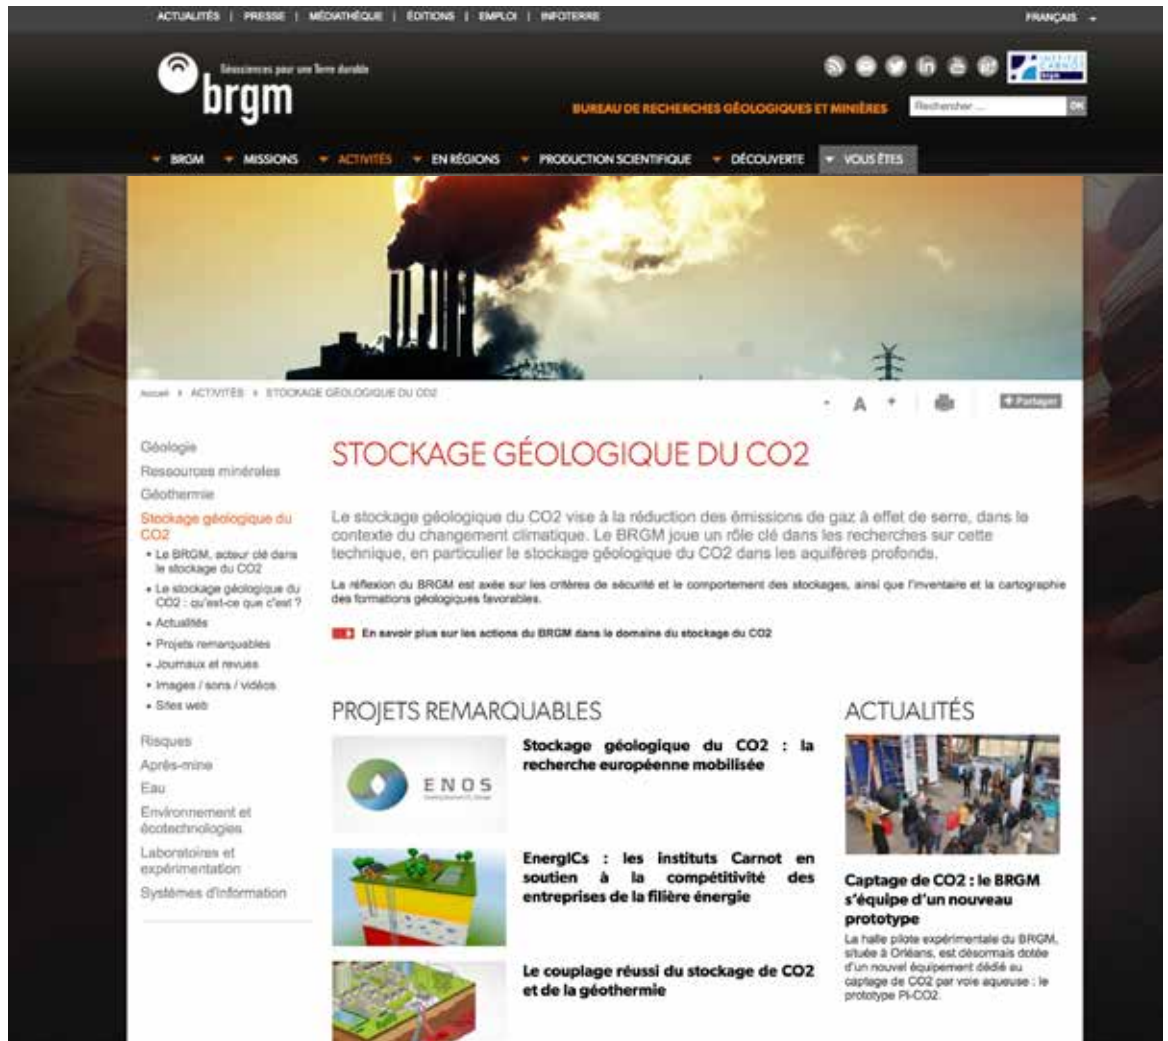 ACTUALITÉS | PRESSE | MÉDIATHÈQUE | ÉDITIONS | EMPLOI | INFOTERRE
FRANÇAIS
Géosciences pour une Terre durable
brgm
INSTITUT
CARNOT
brgm
BUREAU DE RECHERCHES GÉOLOGIQUES ET MINIÈRES
Rechercher ...
OK
BRGM
MISSIONS
ACTIVITÉS
EN RÉGIONS
PRODUCTION SCIENTIFIQUE
DÉCOUVERTE
VOUS ÊTES
Accueil › ACTIVITÉS › STOCKAGE GÉOLOGIQUE DU CO2
- A +
+ Partager
Géologie
Ressources minérales
Géothermie
Stockage géologique du
CO2
• Le BRGM, acteur clé dans
le stockage du CO2
• Le stockage géologique du
CO2 : qu'est-ce que c'est ?
• Actualités
• Projets remarquables
• Journaux et revues
• Images / sons / vidéos
• Sites web
Risques
Après-mine
Eau
Environnement et
écotechnologies
Laboratoires et
expérimentation
Systèmes d'information
STOCKAGE GÉOLOGIQUE DU CO2
Le stockage géologique du CO2 vise à la réduction des émissions de gaz à effet de serre, dans le
contexte du changement climatique. Le BRGM joue un rôle clé dans les recherches sur cette
technique, en particulier le stockage géologique du CO2 dans les aquifères profonds.
La réflexion du BRGM est axée sur les critères de sécurité et le comportement des stockages, ainsi que l'inventaire et la cartographie
des formations géologiques favorables.
En savoir plus sur les actions du BRGM dans le domaine du stockage du CO2
PROJETS REMARQUABLES
ENOS
Stockage géologique du CO2 : la
recherche européenne mobilisée
EnergICs : les instituts Carnot en
soutien à la compétitivité des
entreprises de la filière énergie
Le couplage réussi du stockage de CO2
et de la géothermie
ACTUALITÉS
Captage de CO2 : le BRGM
s'équipe d'un nouveau
prototype
La halle pilote expérimentale du BRGM,
située à Orléans, est désormais dotée
d'un nouvel équipement dédié au
captage de CO2 par voie aqueuse : le
prototype PI-CO2.